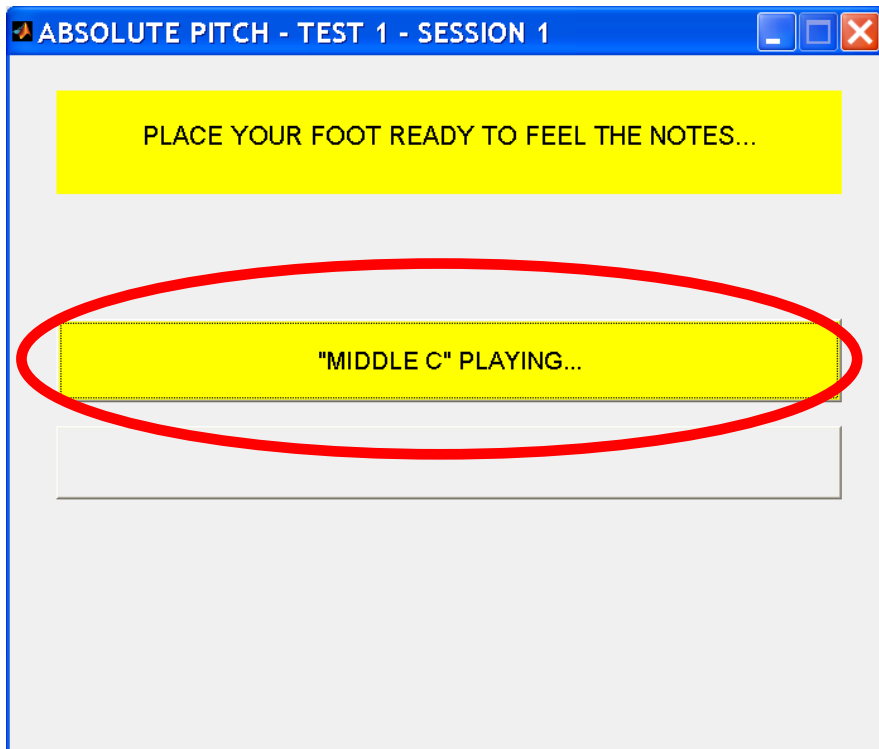 ABSOLUTE PITCH - TEST 1 - SESSION 1
PLACE YOUR FOOT READY TO FEEL THE NOTES...
"MIDDLE C" PLAYING...